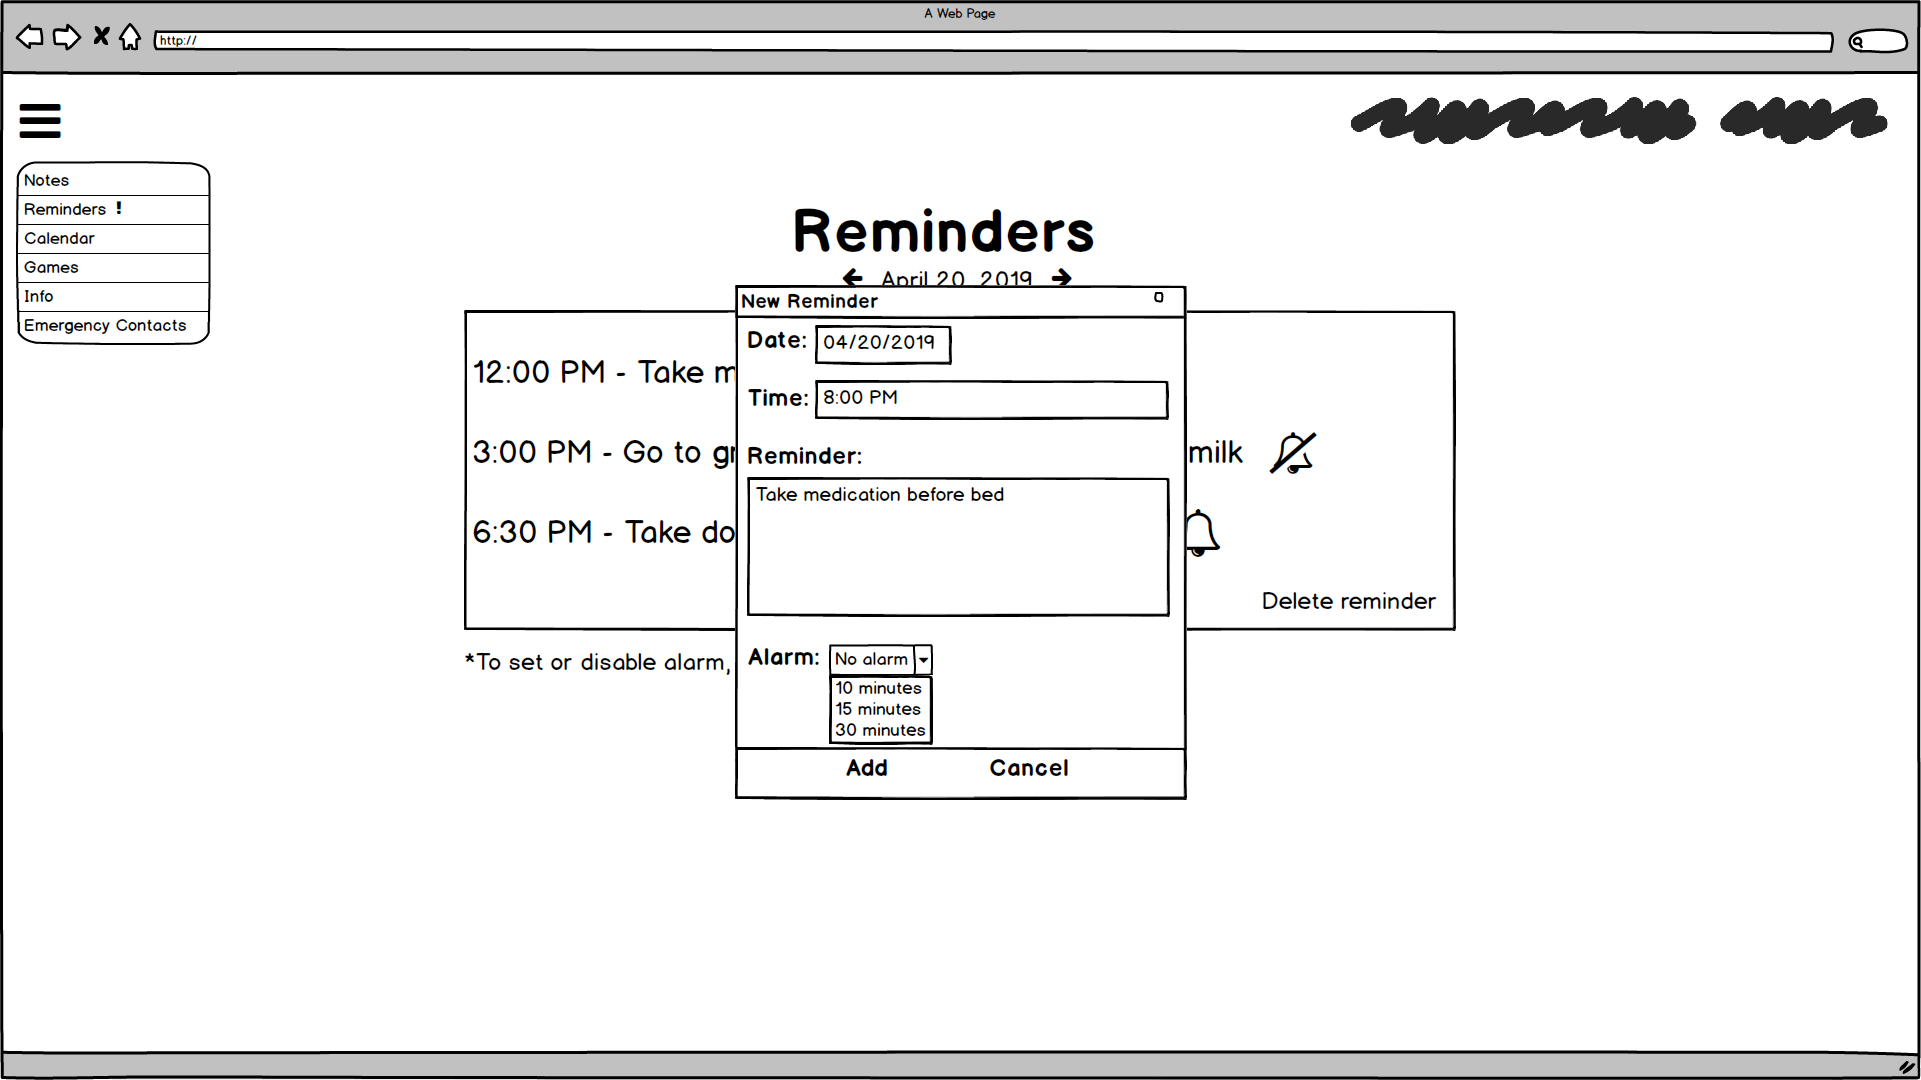 A Web Page
http://
Notes
Reminders !
Calendar
Games
Info
Emergency Contacts
Reminders
April 20, 2019
New Reminder
Date: 04/20/2019
Time: 8:00 PM
Reminder:
Take medication before bed
Alarm: No alarm
10 minutes
15 minutes
30 minutes
Add Cancel
12:00 PM - Take
3:00 PM - Go to milk
6:30 PM - Take
Delete reminder
*To set or disable alarm,